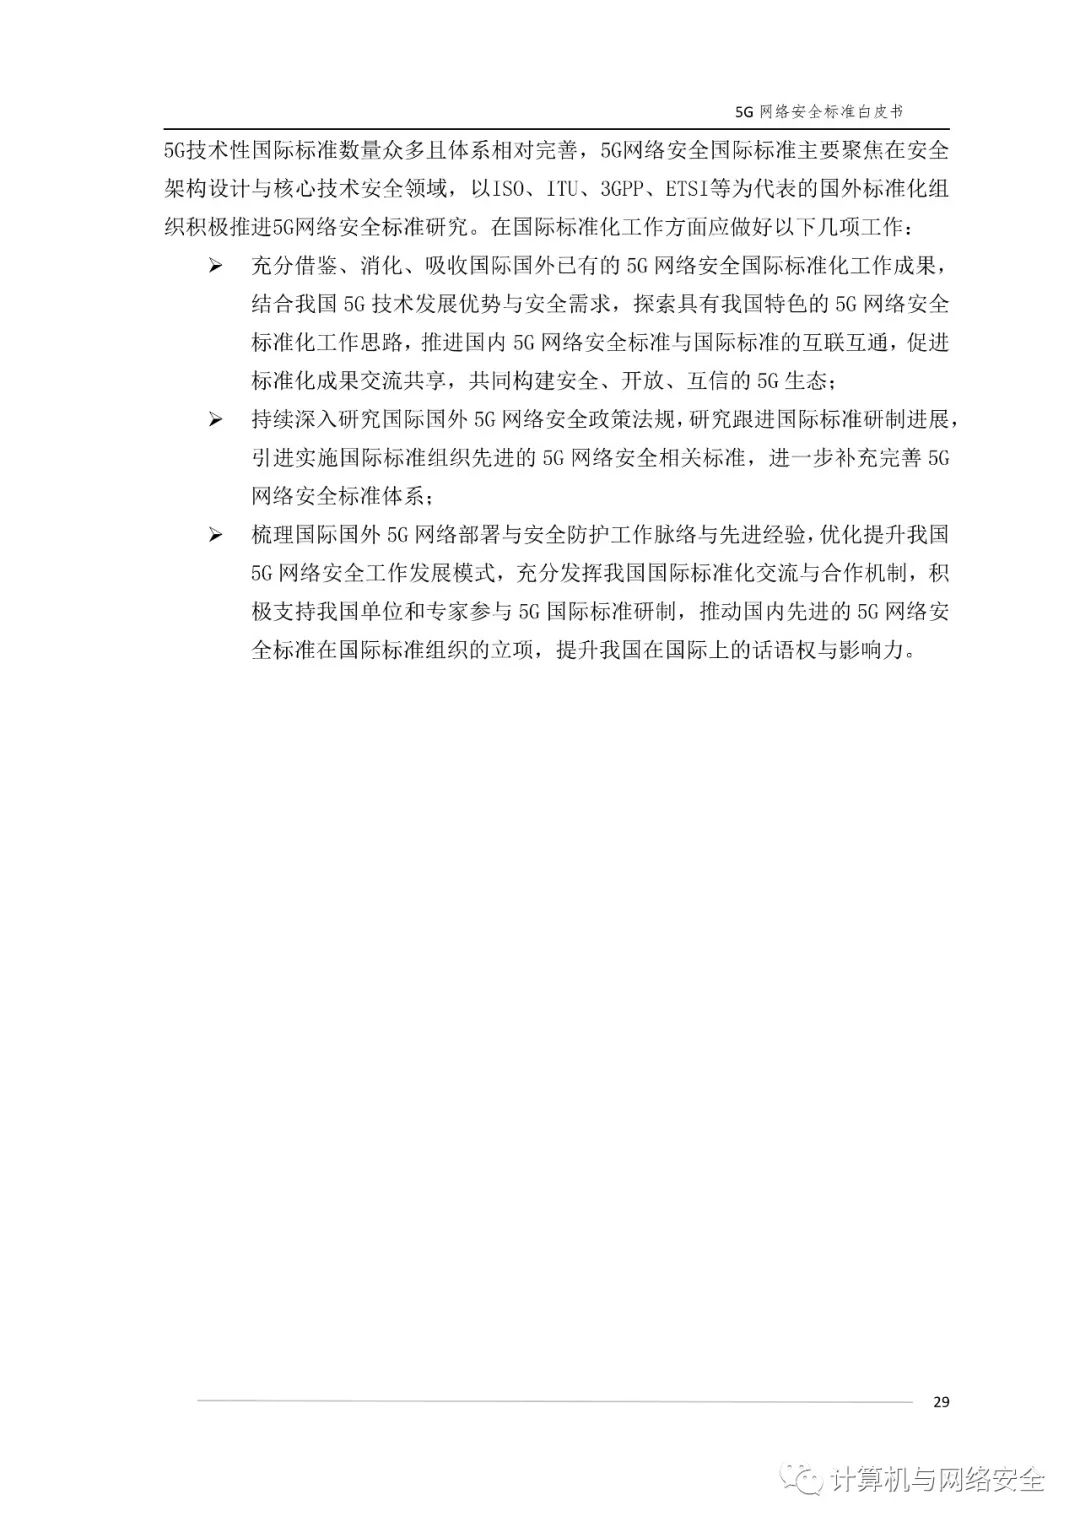 5G 网络安全标准白皮书
5G技术性国际标准数量众多且体系相对完善，5G网络安全国际标准主要聚焦在安全
架构设计与核心技术安全领域，以ISO、ITU、3GPP、ETSI等为代表的国外标准化组
织积极推进5G网络安全标准研究。在国际标准化工作方面应做好以下几项工作：
➢ 充分借鉴、消化、吸收国际国外已有的 5G 网络安全国际标准化工作成果，
结合我国 5G 技术发展优势与安全需求，探索具有我国特色的 5G 网络安全
标准化工作思路，推进国内 5G 网络安全标准与国际标准的互联互通，促进
标准化成果交流共享，共同构建安全、开放、互信的 5G 生态；
➢ 持续深入研究国际国外 5G 网络安全政策法规，研究跟进国际标准研制进展，
引进实施国际标准组织先进的 5G 网络安全相关标准，进一步补充完善 5G
网络安全标准体系；
➢ 梳理国际国外 5G 网络部署与安全防护工作脉络与先进经验，优化提升我国
5G 网络安全工作发展模式，充分发挥我国国际标准化交流与合作机制，积
极支持我国单位和专家参与 5G 国际标准研制，推动国内先进的 5G 网络安
全标准在国际标准组织的立项，提升我国在国际上的话语权与影响力。
29
计算机与网络安全